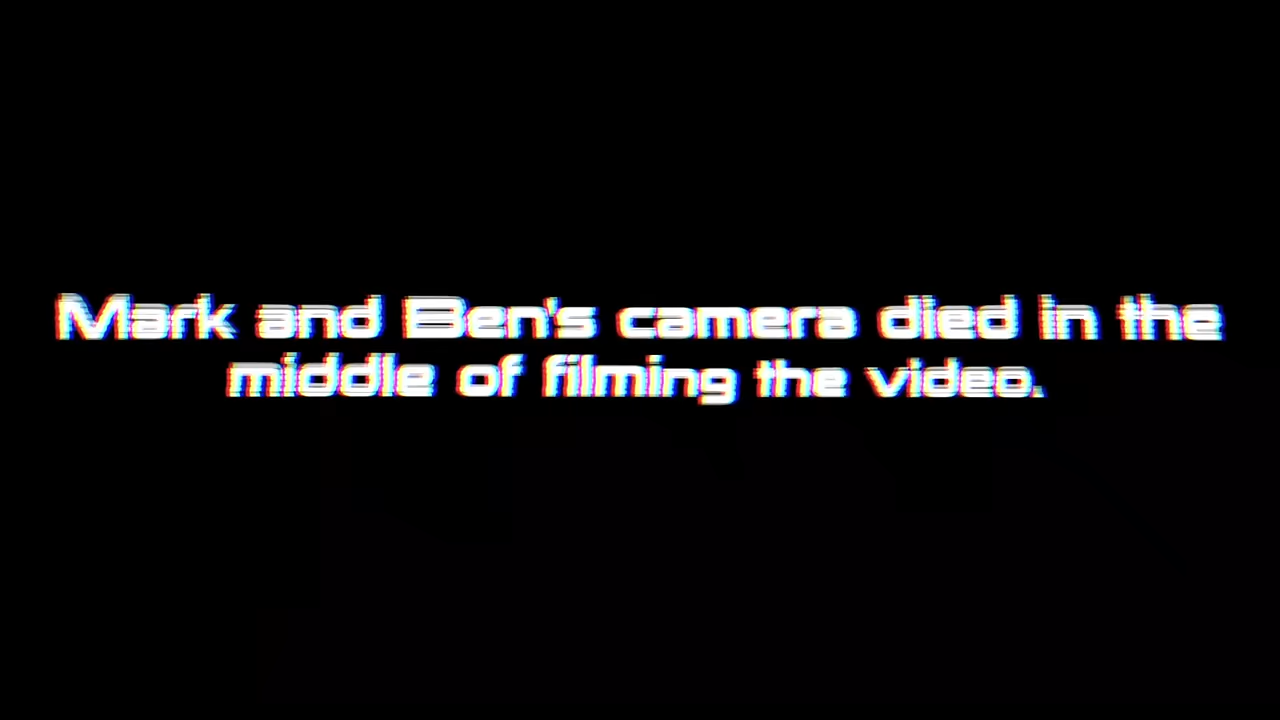 Mark and Ben's camera died in the
middle of filming the video.